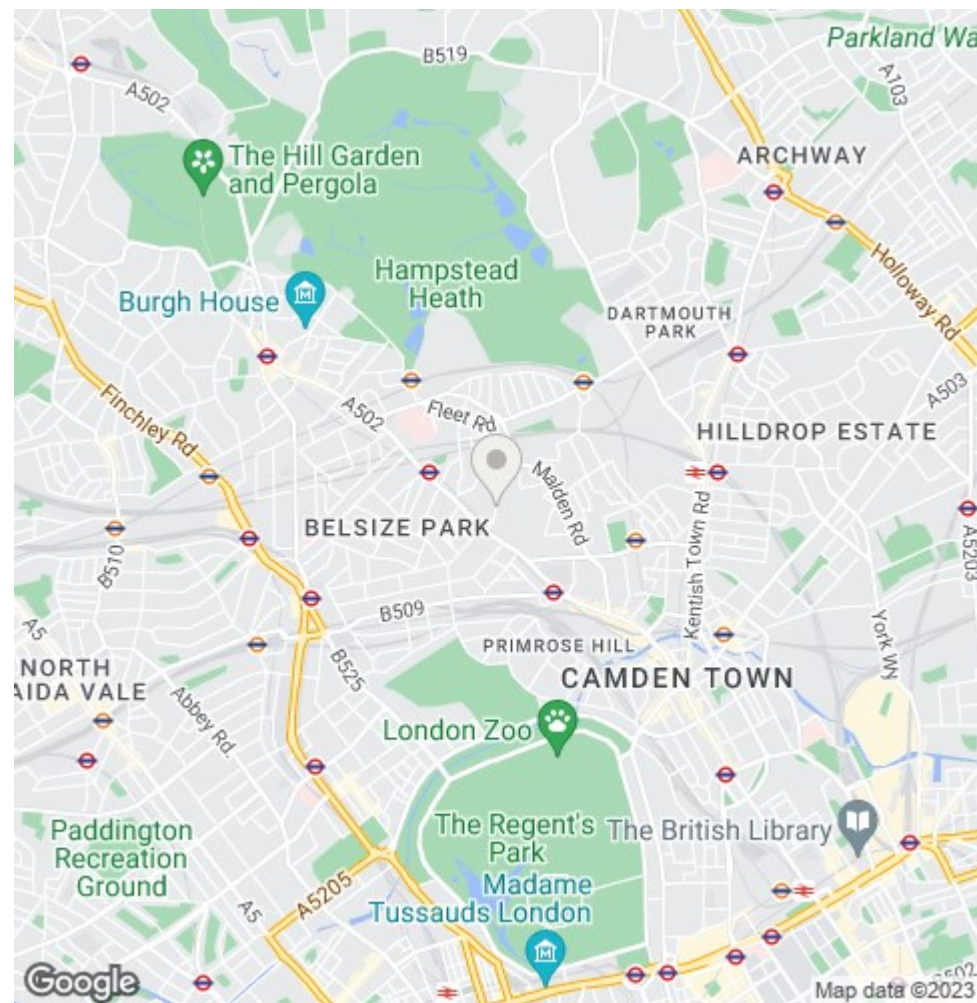 Parkland Wa
B519
A103
A502
The Hill Garden
and Pergola
ARCHWAY
Hampstead
Heath
Burgh House
Holloway Rd
DARTMOUTH
PARK
A503
A502
Fleet Rd
Finchley Rd
HILLDROP ESTATE
Malden Rd
BELSIZE PARK
Kentish Town Rd
B510
A5203
B509
A5
York WN
PRIMROSE HILL
NORTH
AIDA VALE
CAMDEN TOWN
B525
Abbey Rd.
London Zoo
The British Library
Paddington
Recreation
Ground
The Regent's
Park
Madame
Tussauds London
A5205
A5
Google
A502
Map data ©2023